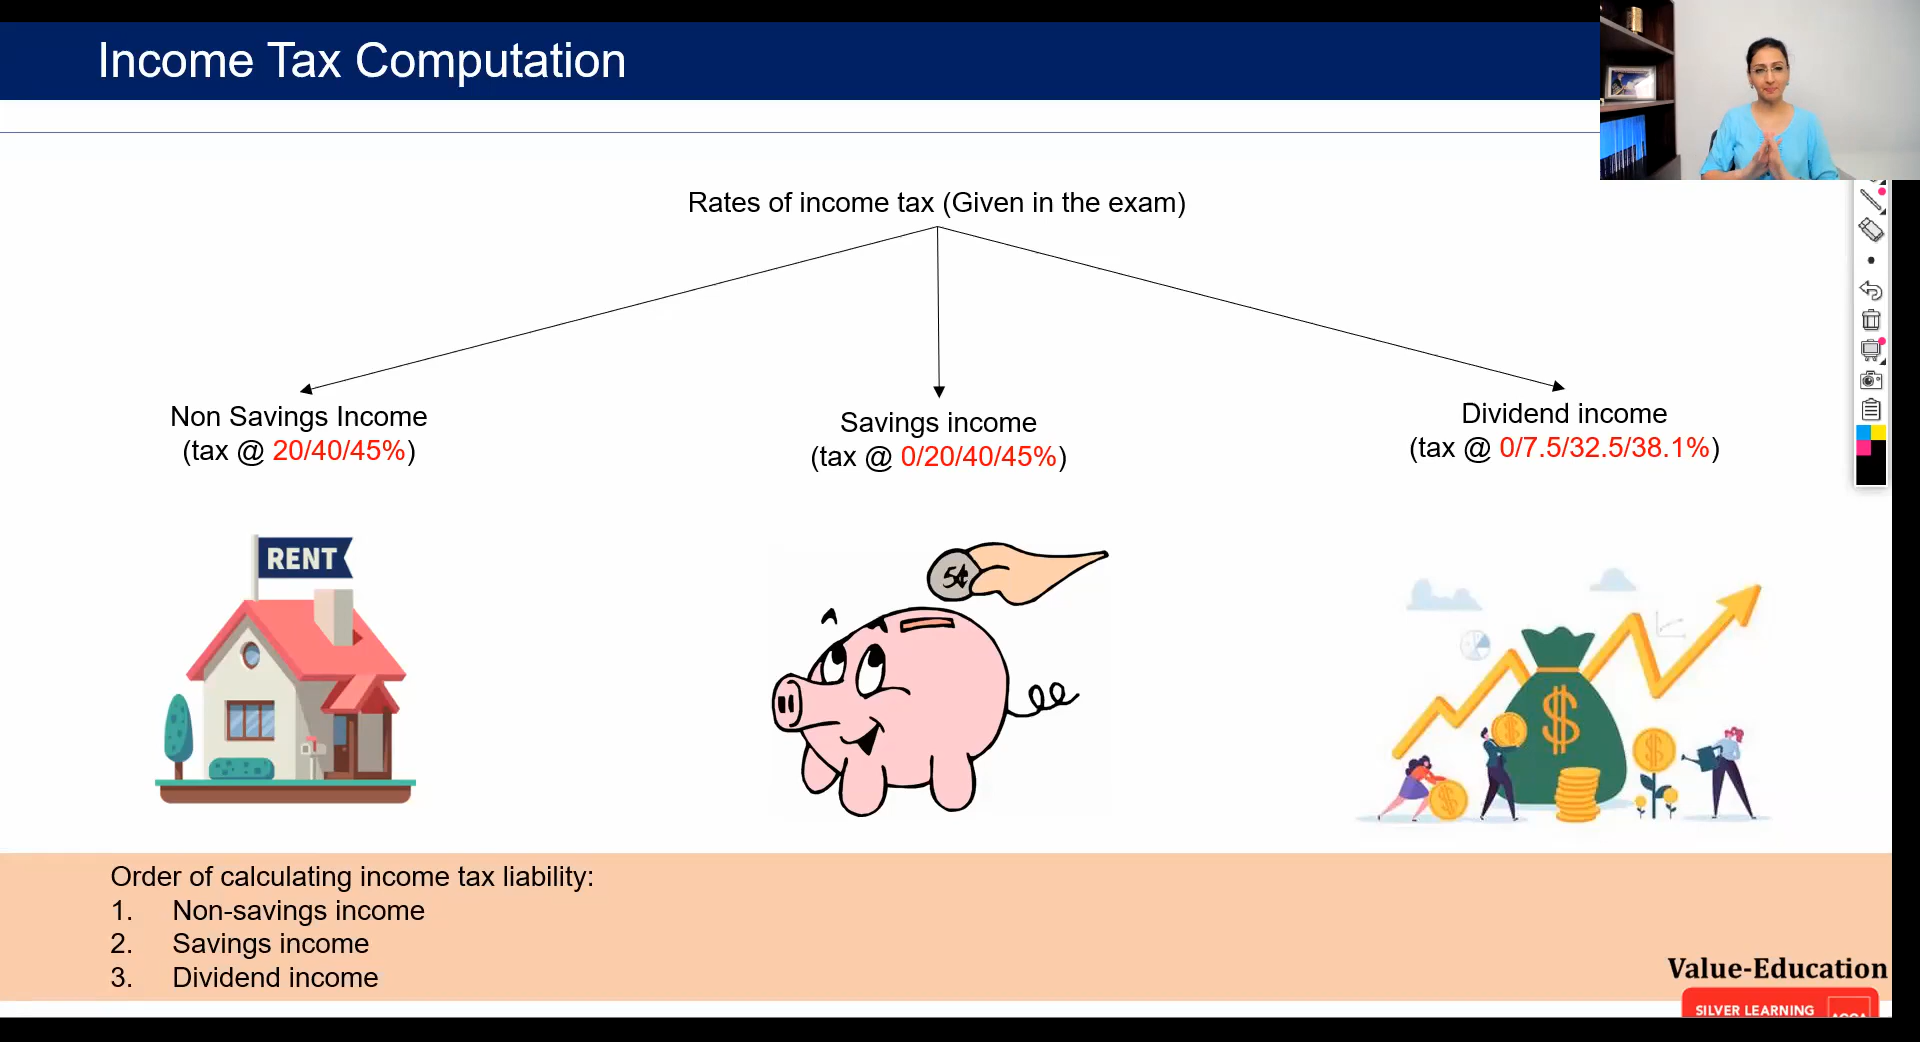 Income Tax Computation
Rates of income tax (Given in the exam)
Non Savings Income
(tax @ 20/40/45%)
Savings income
(tax @ 0/20/40/45%)
Dividend income
(tax @ 0/7.5/32.5/38.1%)
RENT
5¢
$
$
$
$
Order of calculating income tax liability:
1. Non-savings income
2. Savings income
3. Dividend income
Value-Education
SILVER LEARNING
ACCA